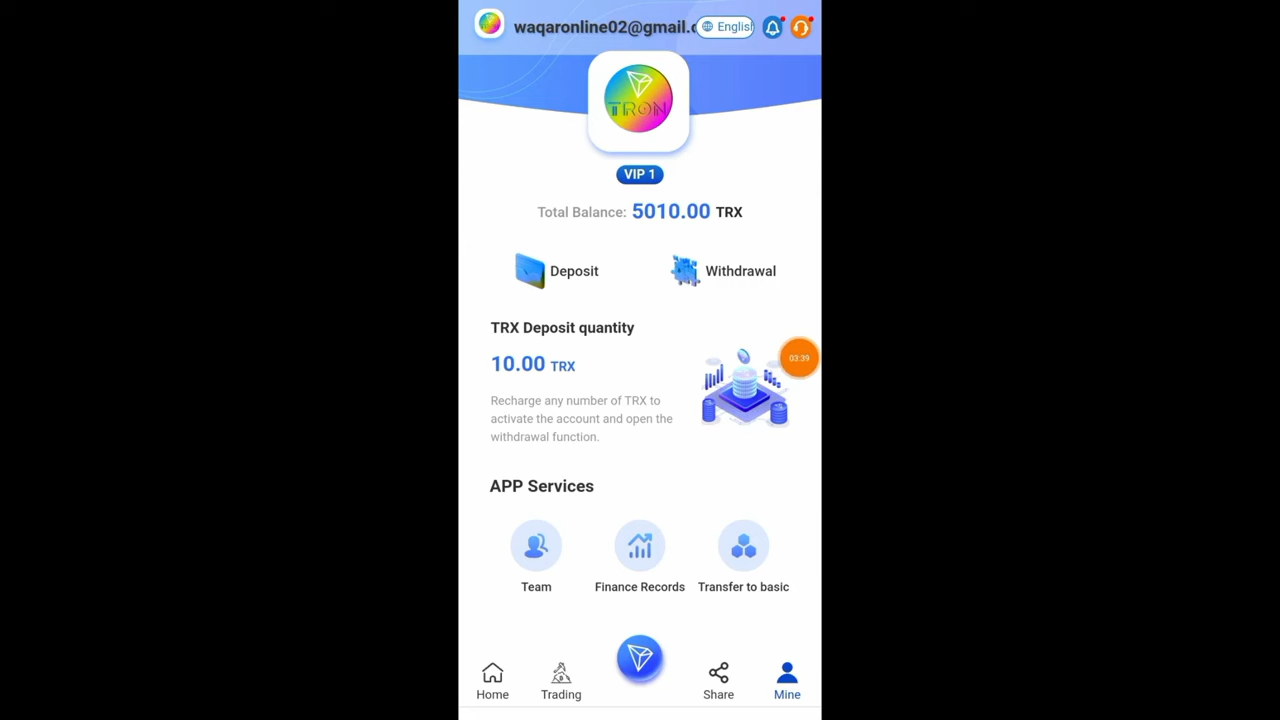 waqaronline02@gmail.c
English
TRON
VIP 1
Total Balance: 5010.00 TRX
Deposit
Withdrawal
TRX Deposit quantity
10.00 TRX
03:39
Recharge any number of TRX to
activate the account and open the
withdrawal function.
APP Services
Team
Finance Records
Transfer to basic
Home
Trading
Share
Mine